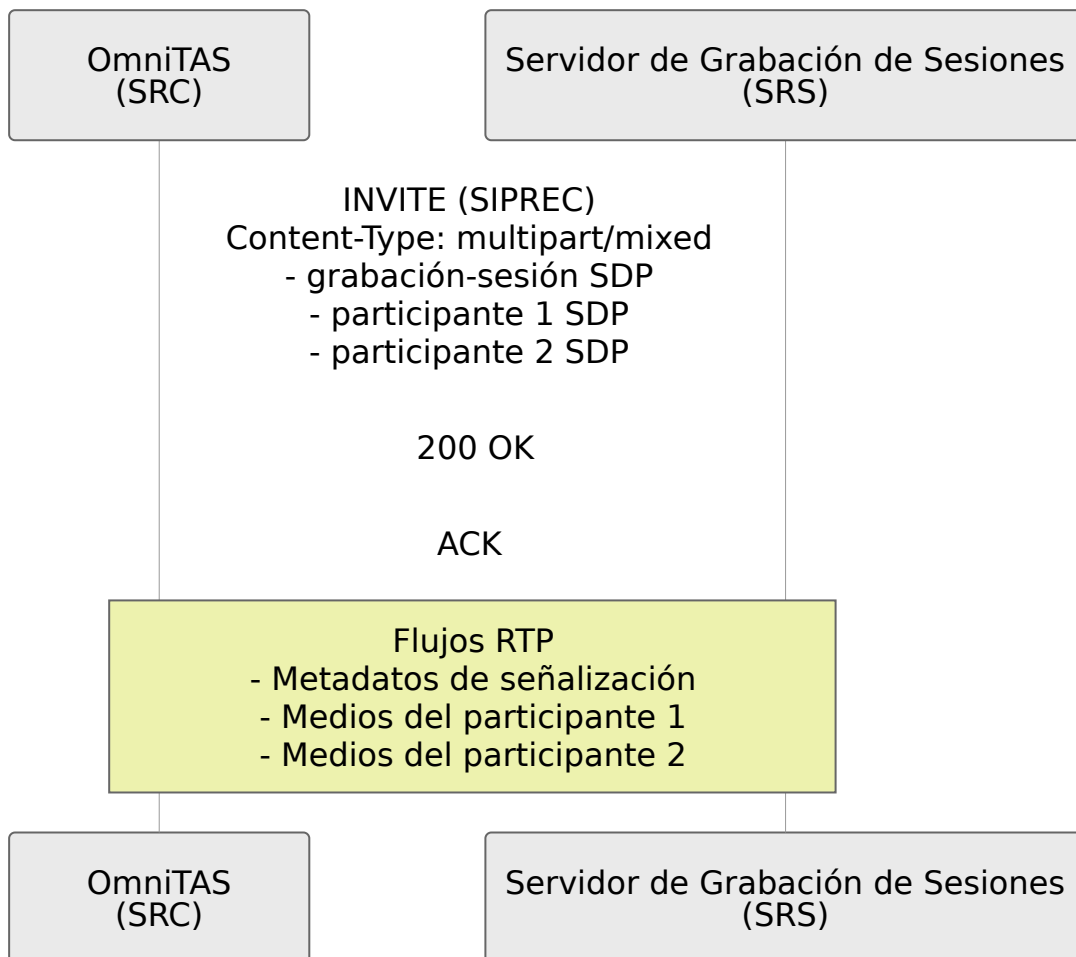 OmniTAS
(SRC)
Servidor de Grabación de Sesiones
(SRS)
INVITE (SIPREC)
Content-Type: multipart/mixed
- grabación-sesión SDP
- participante 1 SDP
- participante 2 SDP
200 OK
ACK
Flujos RTP
- Metadatos de señalización
- Medios del participante 1
- Medios del participante 2
OmniTAS
(SRC)
Servidor de Grabación de Sesiones
(SRS)